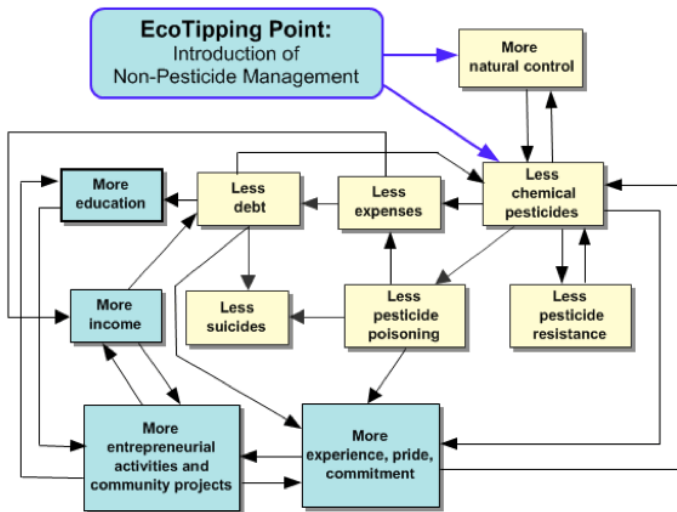 EcoTipping Point:
Introduction of
Non-Pesticide Management
More
natural control
More
education
Less
debt
Less
expenses
Less
chemical
pesticides
More
income
Less
suicides
Less
pesticide
poisoning
Less
pesticide
resistance
More
entrepreneurial
activities and
community projects
More
experience, pride,
commitment